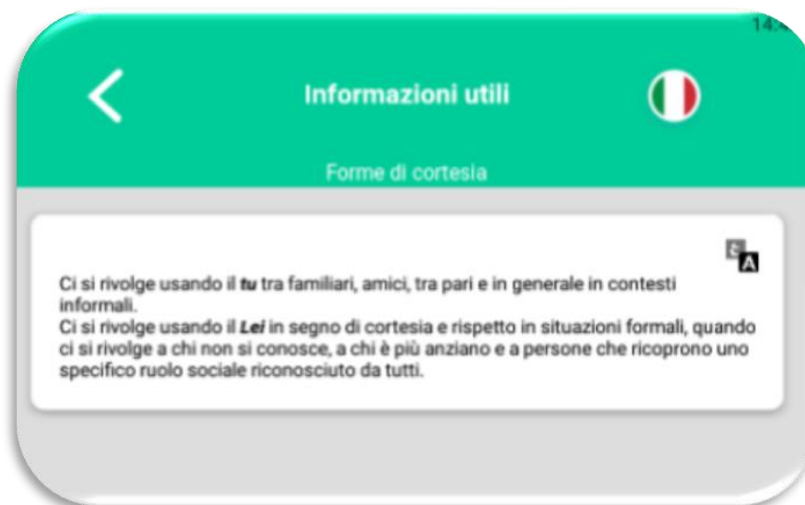 Informazioni utili
Forme di cortesia
Ci si rivolge usando il tu tra familiari, amici, tra pari e in generale in contesti
informali.
Ci si rivolge usando il Lei in segno di cortesia e rispetto in situazioni formali, quando
ci si rivolge a chi non si conosce, a chi è più anziano e a persone che ricoprono uno
specifico ruolo sociale riconosciuto da tutti.